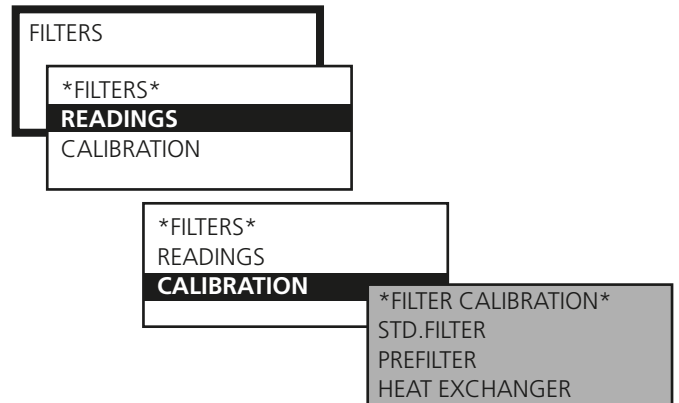 FILTERS
*FILTERS*
READINGS
CALIBRATION
*FILTERS*
READINGS
CALIBRATION
*FILTER CALIBRATION*
STD.FILTER
PREFILTER
HEAT EXCHANGER